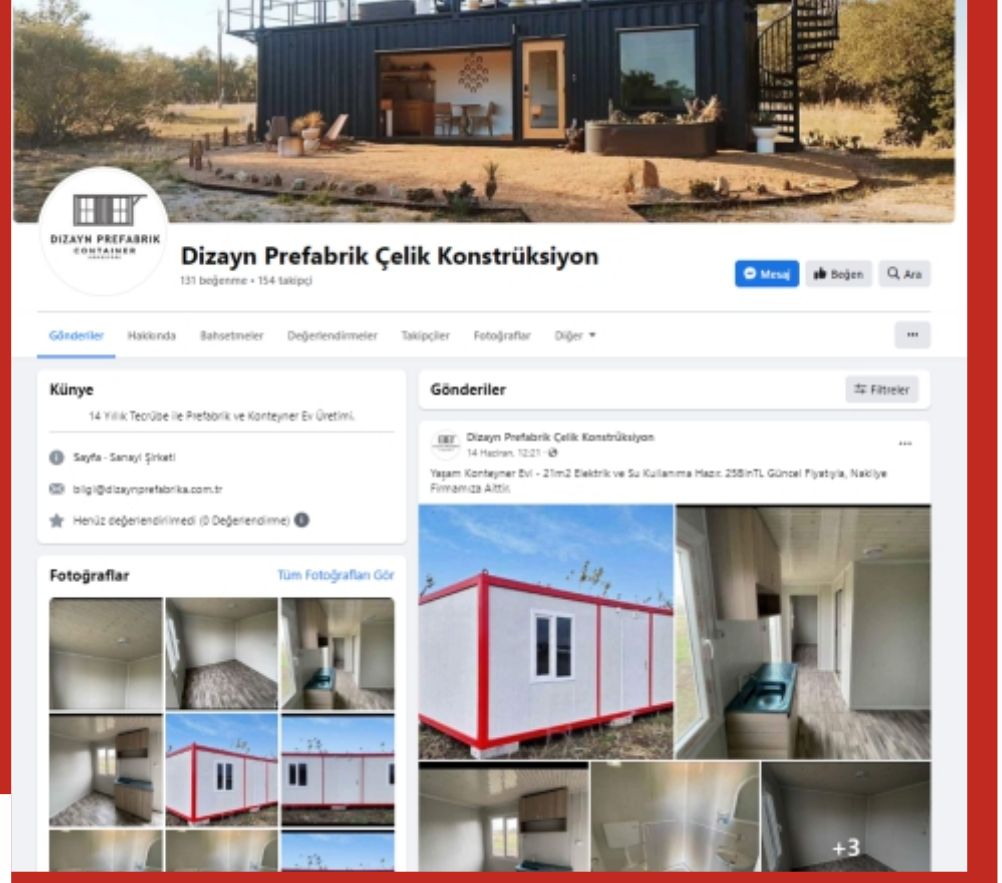 DIZAYN PREFABRIK
CONTAINER
Dizayn Prefabrik Çelik Konstrüksiyon
131 beğenme • 154 takipçi
Mesaj
Beğen
Ara
Gönderiler
Hakkında
Bahsetmeler
Değerlendirmeler
Takipçiler
Fotoğraflar
Diğer
Künye
14 Yıllık Tecrübe ile Prefabrik ve Konteyner Ev Üretimi.
Sayfa · Sanayi Şirketi
bilgi@dizaynprefabrika.com.tr
Henüz değerlendirilmedi (0 Değerlendirme)
Fotoğraflar
Tüm Fotoğrafları Gör
Gönderiler
Filtreler
Dizayn Prefabrik Çelik Konstrüksiyon
14 Haziran, 12:21
Yaşam Konteyner Evi - 21m2 Elektrik ve Su Kullanıma Hazır. 258inTL Güncel Fiyatıyla, Nakliye
Firmamıza Aittir.
+3